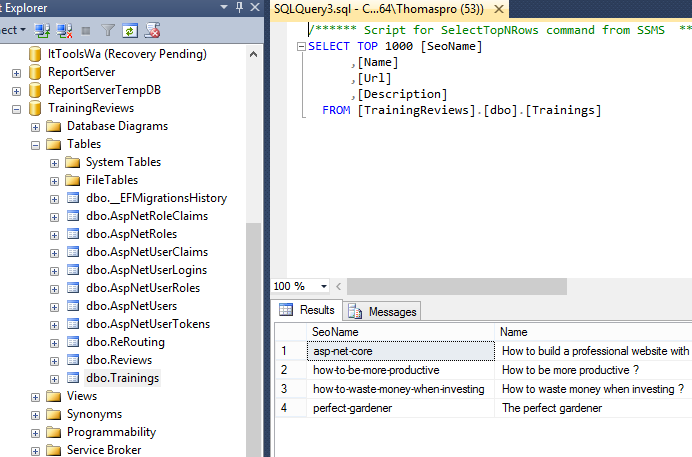 t Explorer
nect
ItToolsWa (Recovery Pending)
ReportServer
ReportServerTempDB
TrainingReviews
Database Diagrams
Tables
System Tables
FileTables
dbo.__EFMigrationsHistory
dbo.AspNetRoleClaims
dbo.AspNetRoles
dbo.AspNetUserClaims
dbo.AspNetUserLogins
dbo.AspNetUserRoles
dbo.AspNetUsers
dbo.AspNetUserTokens
dbo.ReRouting
dbo.Reviews
dbo.Trainings
Views
Synonyms
Programmability
Service Broker
SQLQuery3.sql - C...64\Thomaspro (53))
/****** Script for SelectTopNRows command from SSMS **
SELECT TOP 1000 [SeoName]
,[Name]
,[Url]
,[Description]
FROM [TrainingReviews].[dbo].[Trainings]
100 %
Results Messages
SeoName Name
1 asp-net-core How to build a professional website with
2 how-to-be-more-productive How to be more productive ?
3 how-to-waste-money-when-investing How to waste money when investing ?
4 perfect-gardener The perfect gardener